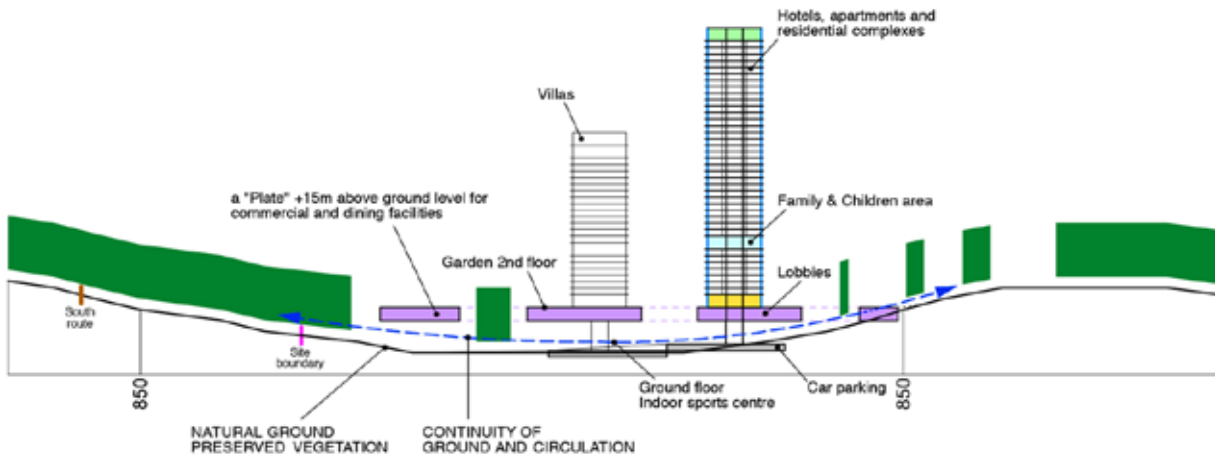 Hotels, apartments and
residential complexes
Villas
a "Plate" +15m above ground level for
commercial and dining facilities
Family & Children area
Garden 2nd floor
Lobbies
South
route
Site
boundary
850
850
Ground floor
Indoor sports centre
Car parking
NATURAL GROUND
PRESERVED VEGETATION
CONTINUITY OF
GROUND AND CIRCULATION